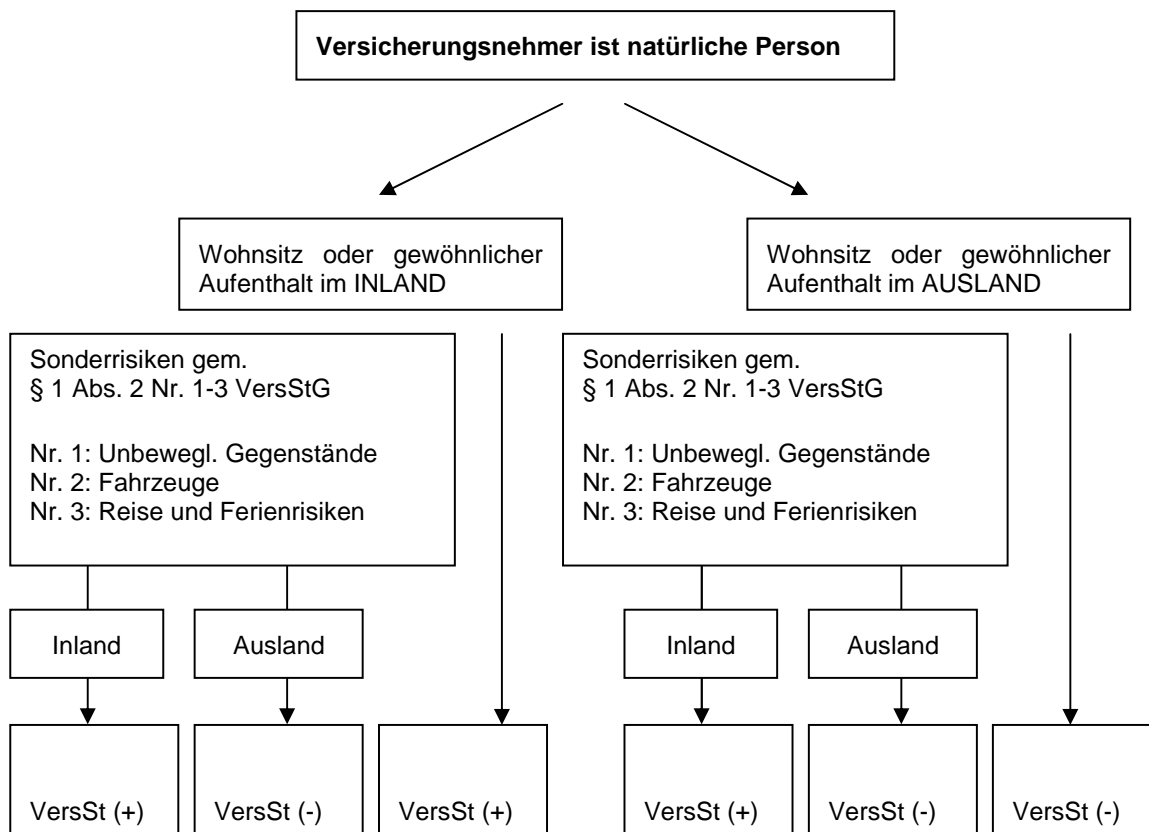 Versicherungsnehmer ist natürliche Person
Wohnsitz oder gewöhnlicher
Aufenthalt im INLAND
Wohnsitz oder gewöhnlicher
Aufenthalt im AUSLAND
Sonderrisiken gem.
§ 1 Abs. 2 Nr. 1-3 VersStG
Nr. 1: Unbewegl. Gegenstände
Nr. 2: Fahrzeuge
Nr. 3: Reise und Ferienrisiken
Sonderrisiken gem.
§ 1 Abs. 2 Nr. 1-3 VersStG
Nr. 1: Unbewegl. Gegenstände
Nr. 2: Fahrzeuge
Nr. 3: Reise und Ferienrisiken
Inland
Ausland
Inland
Ausland
VersSt (+)
VersSt (-)
VersSt (+)
VersSt (+)
VersSt (-)
VersSt (-)